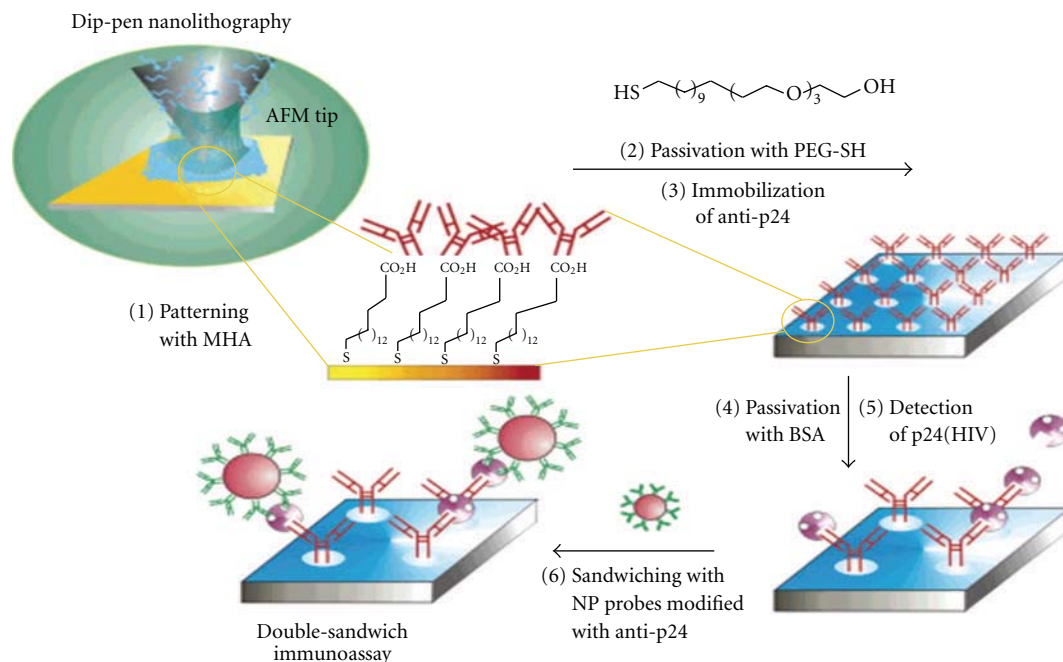 Dip-pen nanolithography
AFM tip
HS
( )9
(
O
)3
OH
(2) Passivation with PEG-SH
(3) Immobilization
of anti-p24
(1) Patterning
with MHA
CO2H CO2H CO2H CO2H
( )12 ( )12 ( )12 ( )12
S S S S
(4) Passivation
with BSA
(5) Detection
of p24(HIV)
(6) Sandwiching with
NP probes modified
with anti-p24
Double-sandwich
immunoassay